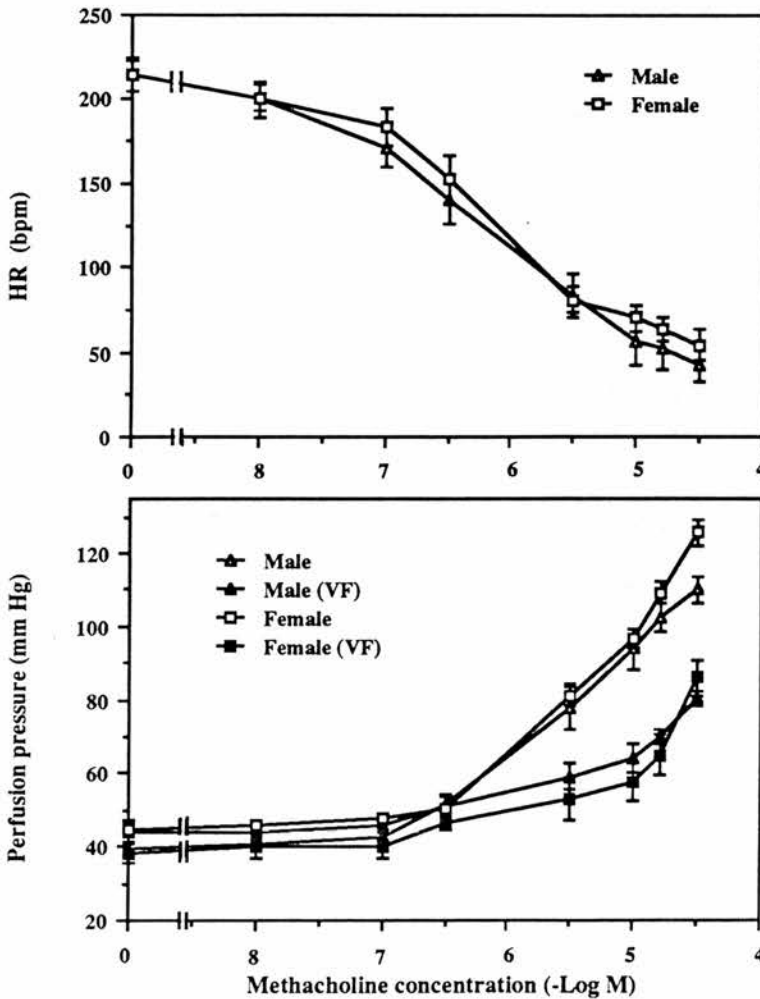 250
200
150
100
50
0
HR (bpm)
Male
Female
0 8 7 6 5 4
120
100
80
60
40
20
Perfusion pressure (mm Hg)
Male
Male (VF)
Female
Female (VF)
0 8 7 6 5 4
Methacholine concentration (-Log M)